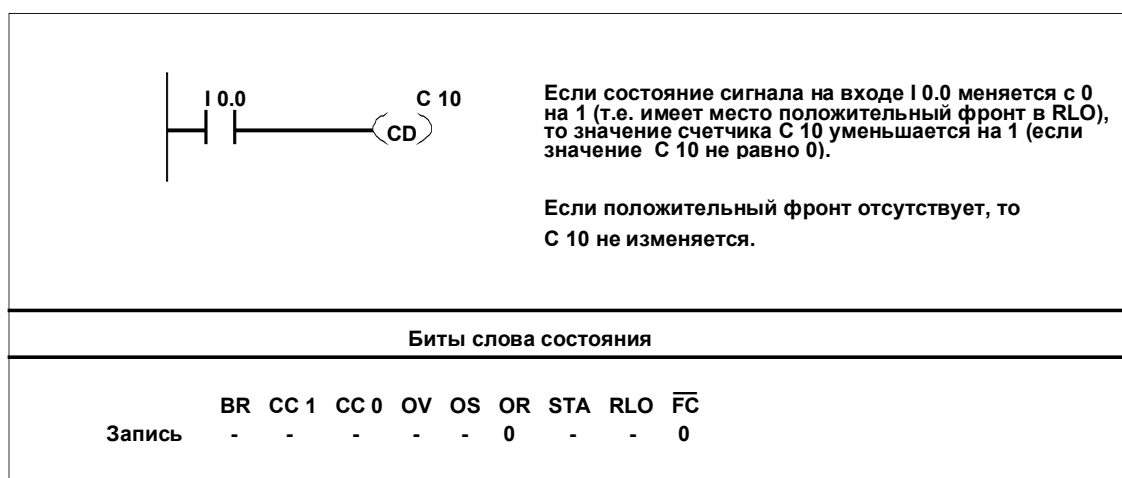 I 0.0
C 10
CD
Если состояние сигнала на входе I 0.0 меняется с 0
на 1 (т.е. имеет место положительный фронт в RLO),
то значение счетчика C 10 уменьшается на 1 (если
значение C 10 не равно 0).
Если положительный фронт отсутствует, то
C 10 не изменяется.
Биты слова состояния
BR CC 1 CC 0 OV OS OR STA RLO F̅C̅
Запись - - - - - 0 - - 0